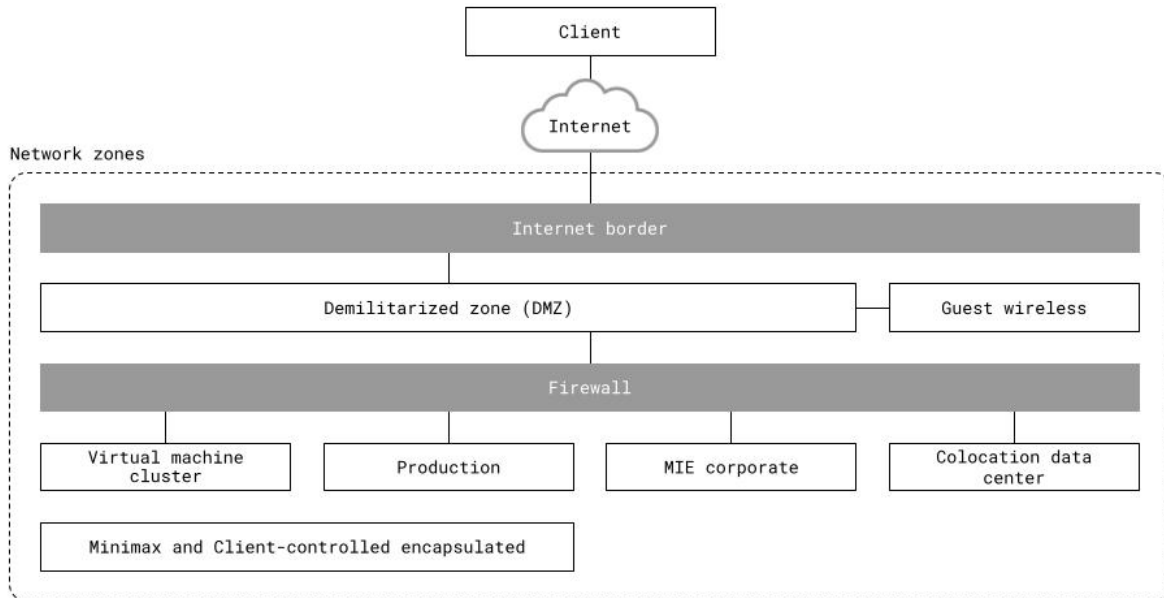 Client
Internet
Network zones
Internet border
Demilitarized zone (DMZ)
Guest wireless
Firewall
Virtual machine
cluster
Production
MIE corporate
Colocation data
center
Minimax and Client-controlled encapsulated